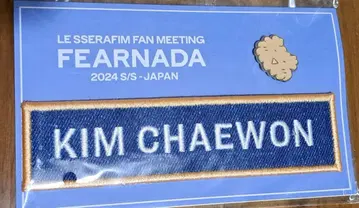 LE SSERAFIM FAN MEETING
FEARNADA
2024 S/S - JAPAN
KIM CHAEWON